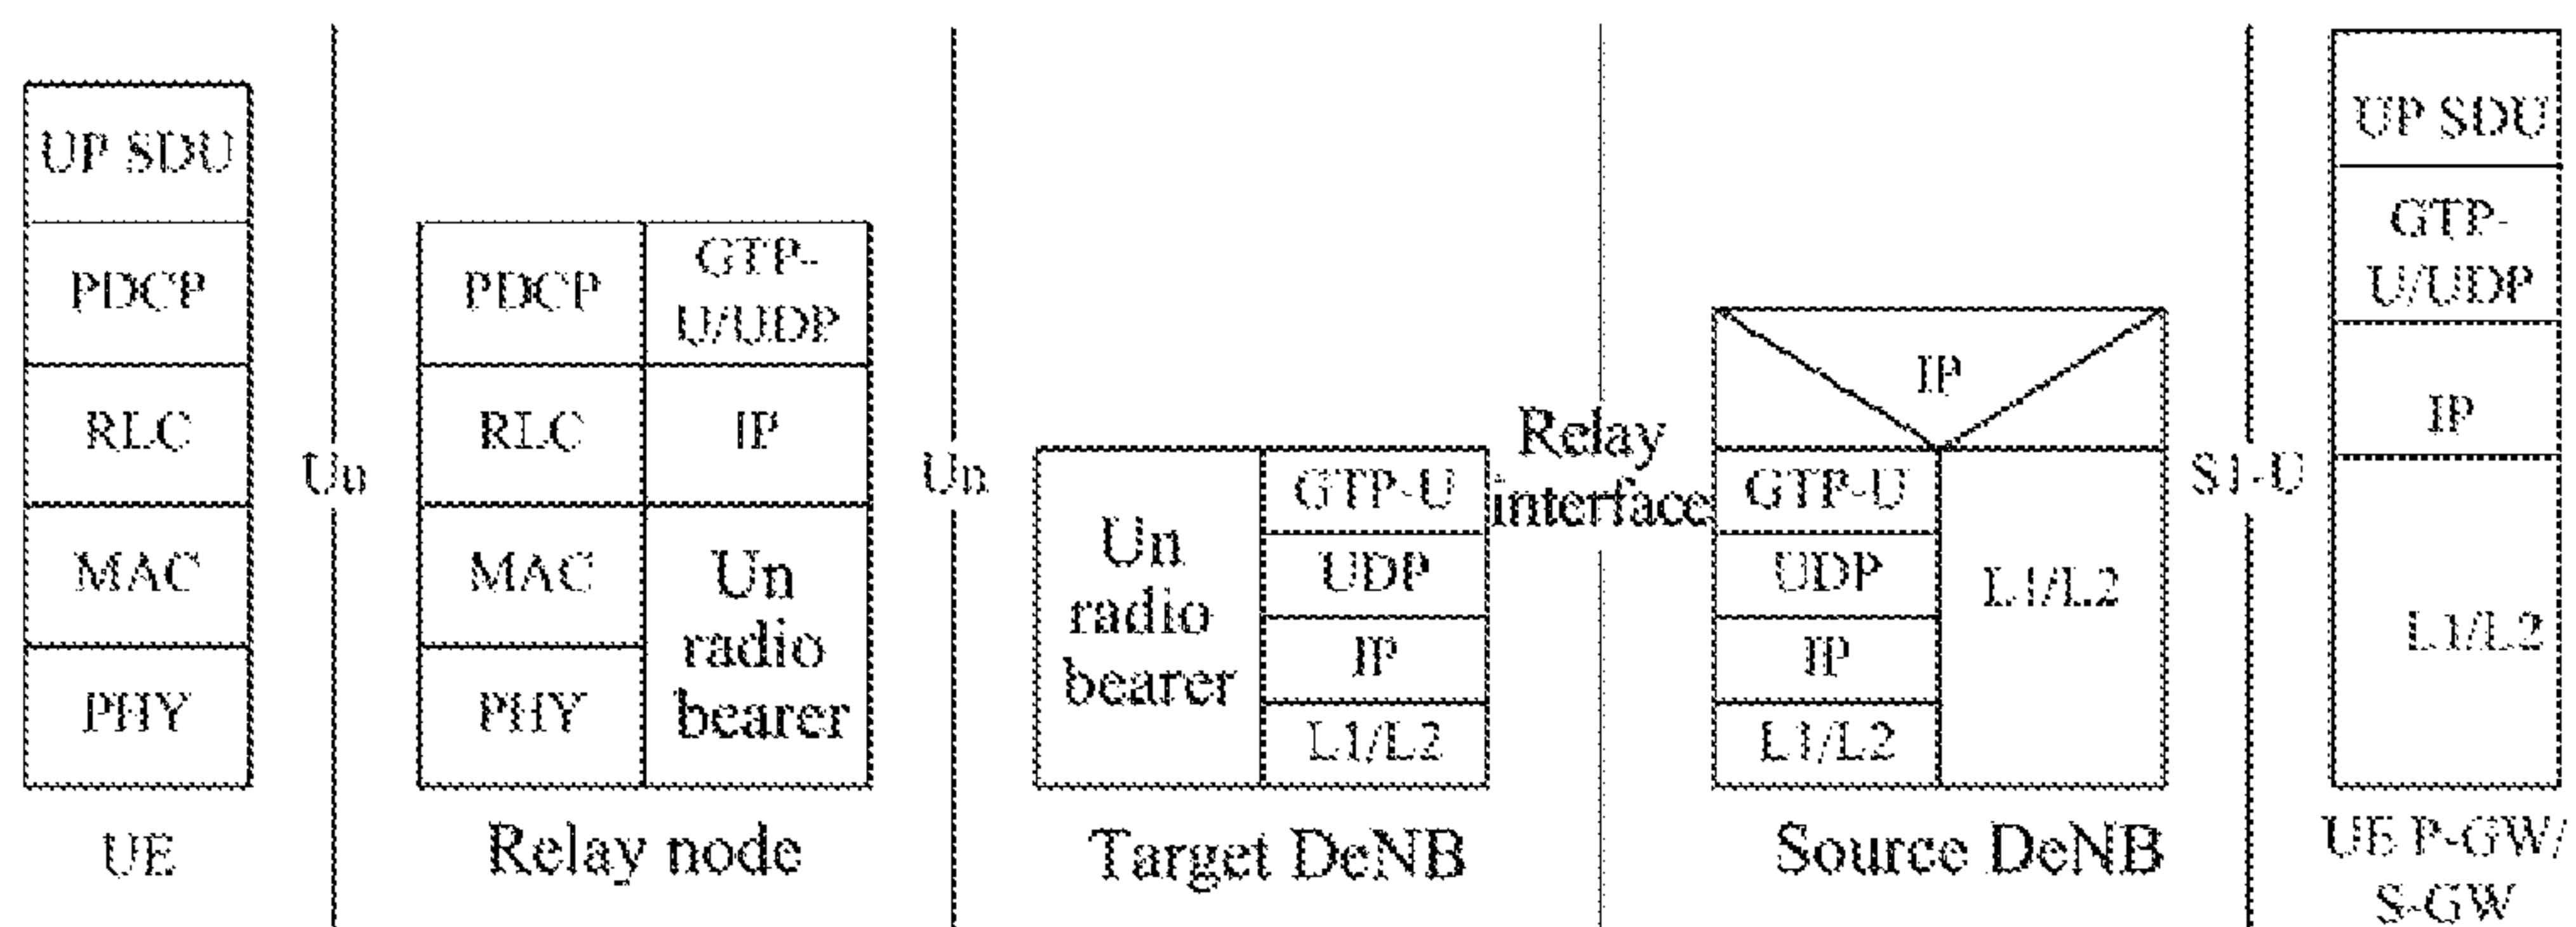 UP SDU
PDCP
RLC
MAC
PHY
UE
Un
PDCP
RLC
MAC
PHY
GTP-
U/UDP
IP
Un
radio
bearer
Relay node
Un
Un
radio
bearer
GTP-U
UDP
IP
L1/L2
Target DeNB
Relay
interface
IP
GTP-U
UDP
IP
L1/L2
L1/L2
Source DeNB
S1-U
UP SDU
GTP-
U/UDP
IP
L1/L2
UE P-GW/
S-GW